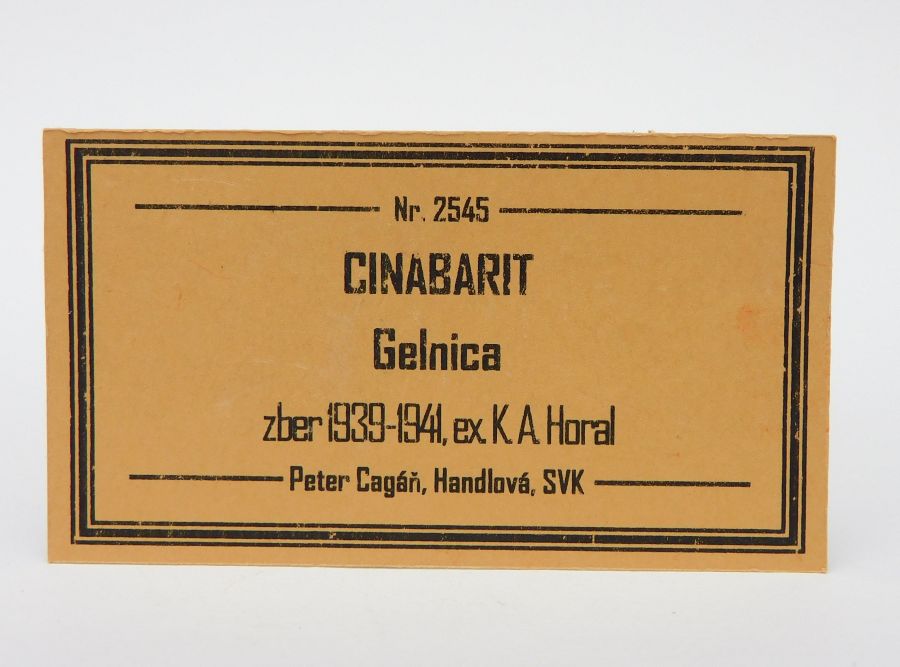 Nr. 2545
CINABARIT
Gelnica
zber 1939-1941, ex. K. A. Horal
Peter Cagáň, Handlová, SVK